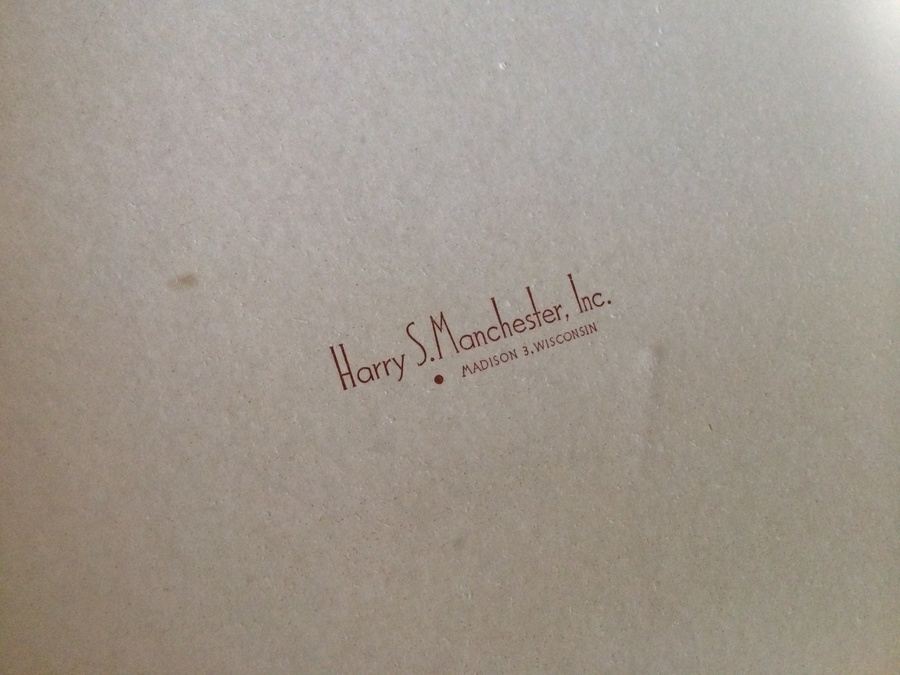 Harry S. Manchester, Inc.
• MADISON 3, WISCONSIN